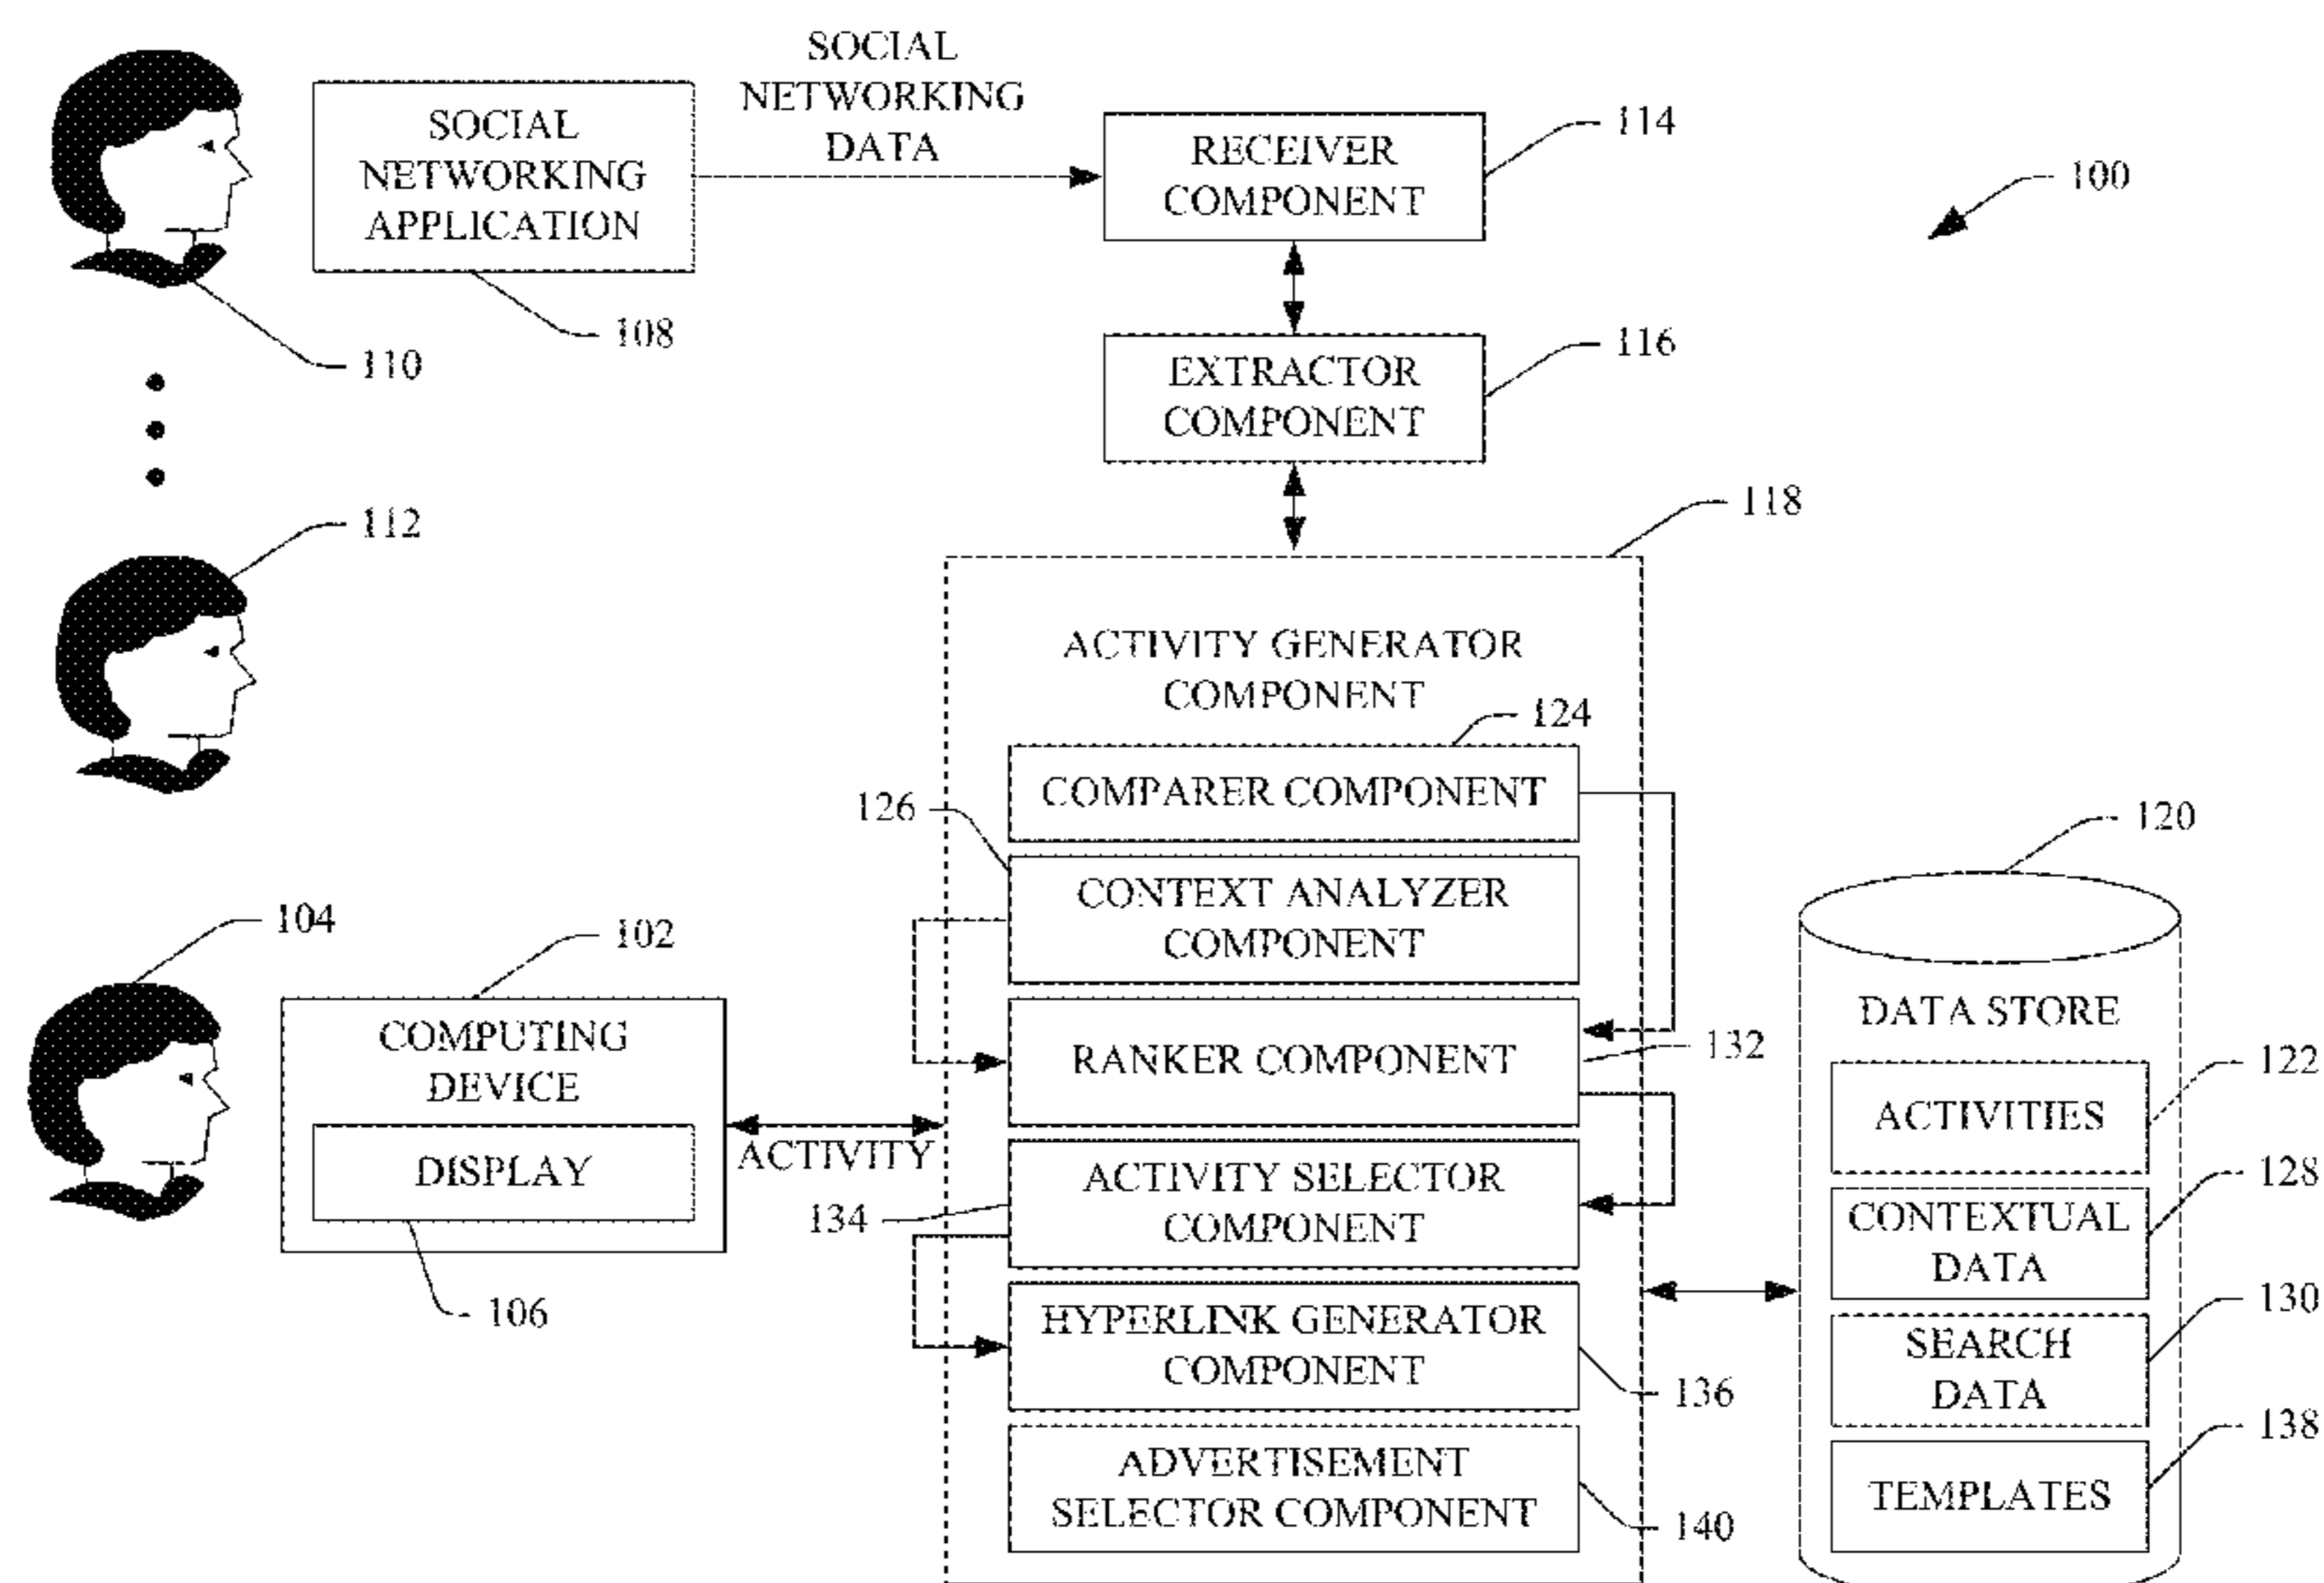 SOCIAL
NETWORKING
DATA
SOCIAL
NETWORKING
APPLICATION
RECEIVER
COMPONENT
114
100
108
110
EXTRACTOR
COMPONENT
116
112
118
ACTIVITY GENERATOR
COMPONENT
124
COMPARER COMPONENT
126
CONTEXT ANALYZER
COMPONENT
120
104
102
COMPUTING
DEVICE
DISPLAY
106
ACTIVITY
RANKER COMPONENT
132
ACTIVITY SELECTOR
COMPONENT
134
HYPERLINK GENERATOR
COMPONENT
136
ADVERTISEMENT
SELECTOR COMPONENT
140
DATA STORE
ACTIVITIES
122
CONTEXTUAL
DATA
128
SEARCH
DATA
130
TEMPLATES
138